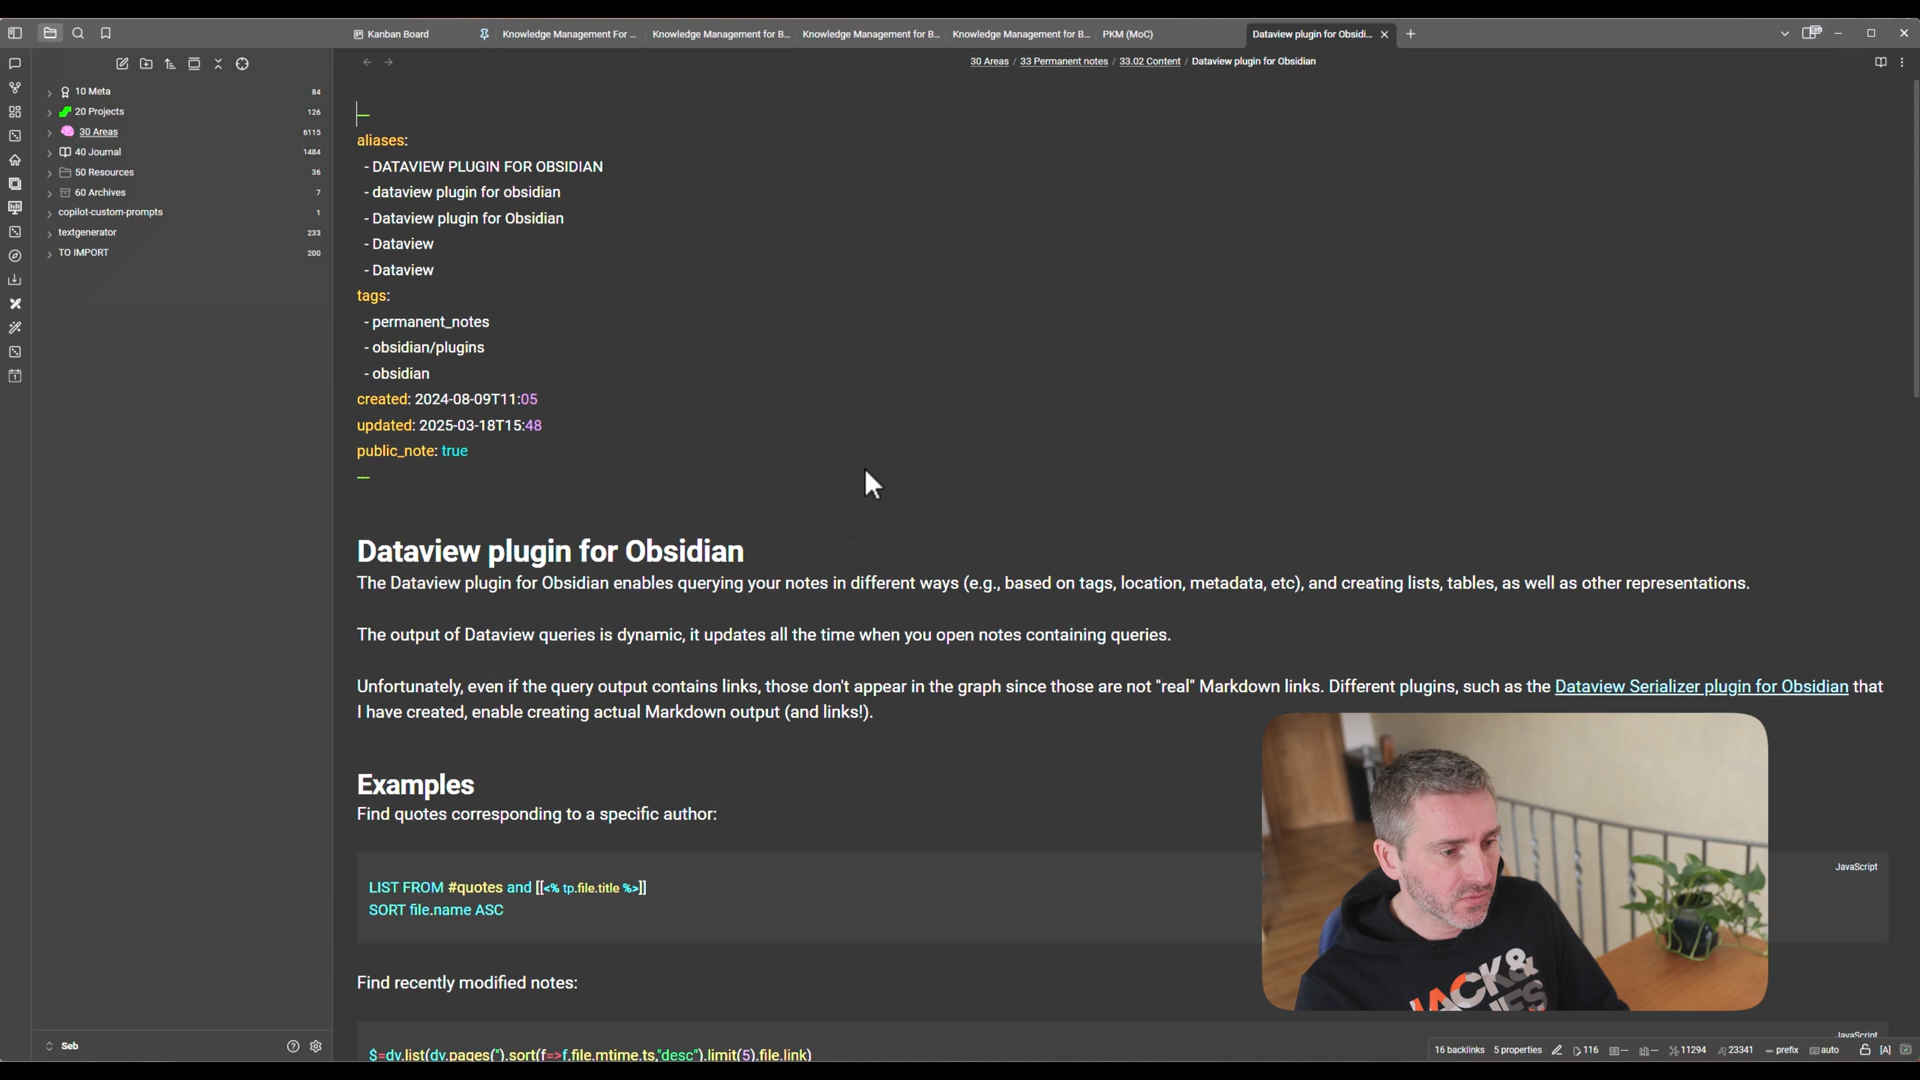 Kanban Board
Knowledge Management For ...
Knowledge Management for B...
Knowledge Management for B...
Knowledge Management for B...
PKM (MoC)
Dataview plugin for Obsidi...
30 Areas / 33 Permanent notes / 33.02 Content / Dataview plugin for Obsidian
10 Meta 84
20 Projects 126
30 Areas 6115
40 Journal 1484
50 Resources 36
60 Archives 7
copilot-custom-prompts 1
textgenerator 233
TO IMPORT 200
Seb
aliases:
- DATAVIEW PLUGIN FOR OBSIDIAN
- dataview plugin for obsidian
- Dataview plugin for Obsidian
- Dataview
- Dataview
tags:
- permanent_notes
- obsidian/plugins
- obsidian
created: 2024-08-09T11:05
updated: 2025-03-18T15:48
public_note: true
Dataview plugin for Obsidian
The Dataview plugin for Obsidian enables querying your notes in different ways (e.g., based on tags, location, metadata, etc), and creating lists, tables, as well as other representations.
The output of Dataview queries is dynamic, it updates all the time when you open notes containing queries.
Unfortunately, even if the query output contains links, those don't appear in the graph since those are not "real" Markdown links. Different plugins, such as the Dataview Serializer plugin for Obsidian that
I have created, enable creating actual Markdown output (and links!).
Examples
Find quotes corresponding to a specific author:
JavaScript
LIST FROM #quotes and [[<% tp.file.title %>]]
SORT file.name ASC
Find recently modified notes:
JavaScript
$=dv.list(dv.pages('').sort(f=>f.file.mtime.ts,"desc").limit(5).file.link)
JACK&
16 backlinks 5 properties 116 11294 23341 prefix auto [A]